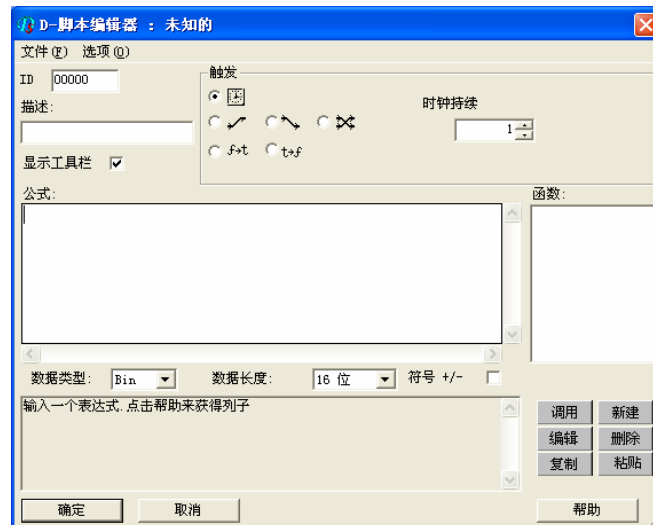 D-脚本编辑器 : 未知的
文件(F) 选项(O)
ID 00000
描述:
显示工具栏
触发
时钟持续
1
f→t t→f
公式:
函数:
数据类型: Bin 数据长度: 16 位 符号 +/-
输入一个表达式.点击帮助来获得列子
调用 新建
编辑 删除
复制 粘贴
确定 取消 帮助